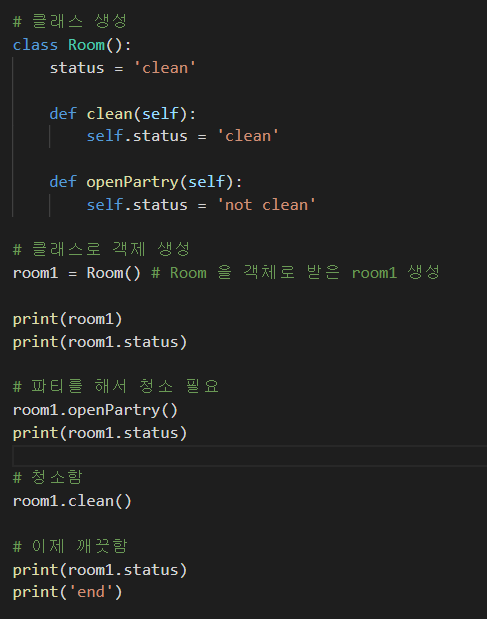 # 클래스 생성
class Room():
    status = 'clean'
    def clean(self):
        self.status = 'clean'
    def openPartry(self):
        self.status = 'not clean'
# 클래스로 객제 생성
room1 = Room() # Room 을 객체로 받은 room1 생성
print(room1)
print(room1.status)
# 파티를 해서 청소 필요
room1.openPartry()
print(room1.status)
# 청소함
room1.clean()
# 이제 깨끗함
print(room1.status)
print('end')